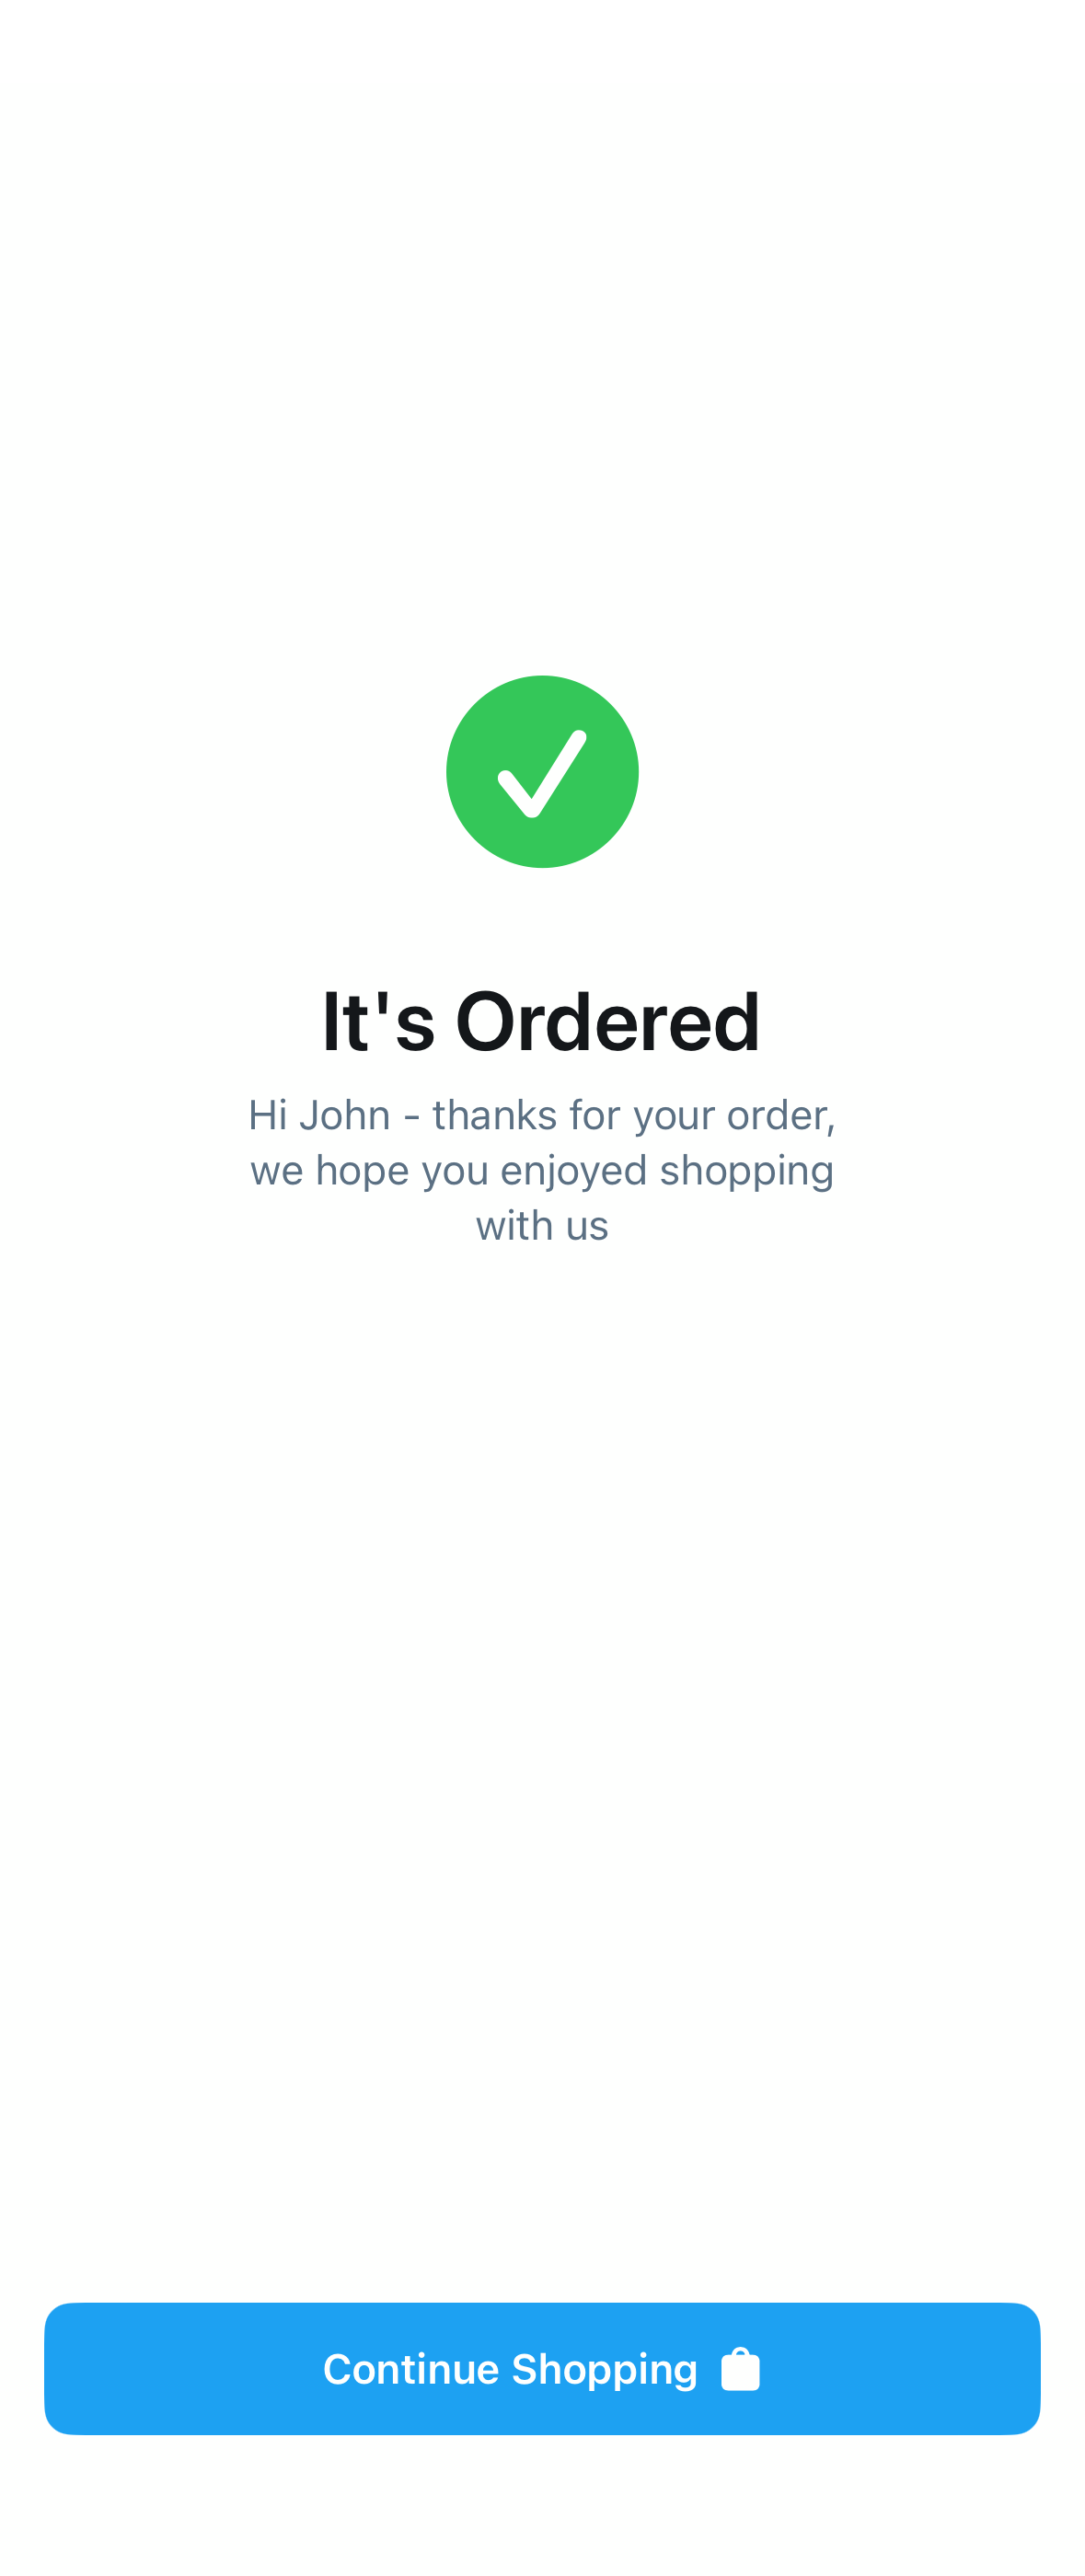 It's Ordered
Hi John - thanks for your order,
we hope you enjoyed shopping
with us
Continue Shopping